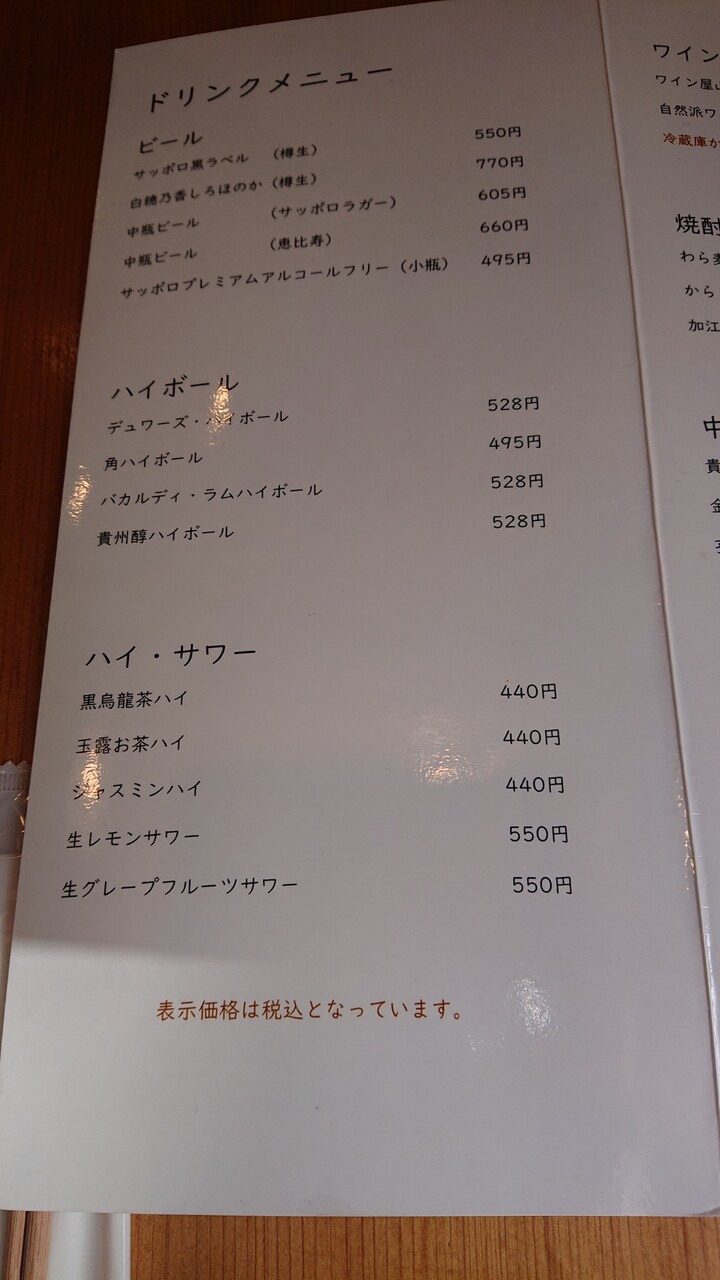 ドリンクメニュー
ビール
サッポロ黒ラベル （樽生） 550円
白穂乃香しろほのか（樽生） 770円
中瓶ビール （サッポロラガー） 605円
中瓶ビール （恵比寿） 660円
サッポロプレミアムアルコールフリー（小瓶） 495円
ハイボール
デュワーズ・ハイボール 528円
角ハイボール 495円
バカルディ・ラムハイボール 528円
貴州醇ハイボール 528円
ハイ・サワー
黒烏龍茶ハイ 440円
玉露お茶ハイ 440円
ジャスミンハイ 440円
生レモンサワー 550円
生グレープフルーツサワー 550円
表示価格は税込となっています。
ワイン
ワイン屋
自然派ワ
冷蔵庫か
焼酎
わら麦
から
加江
中
貴
金